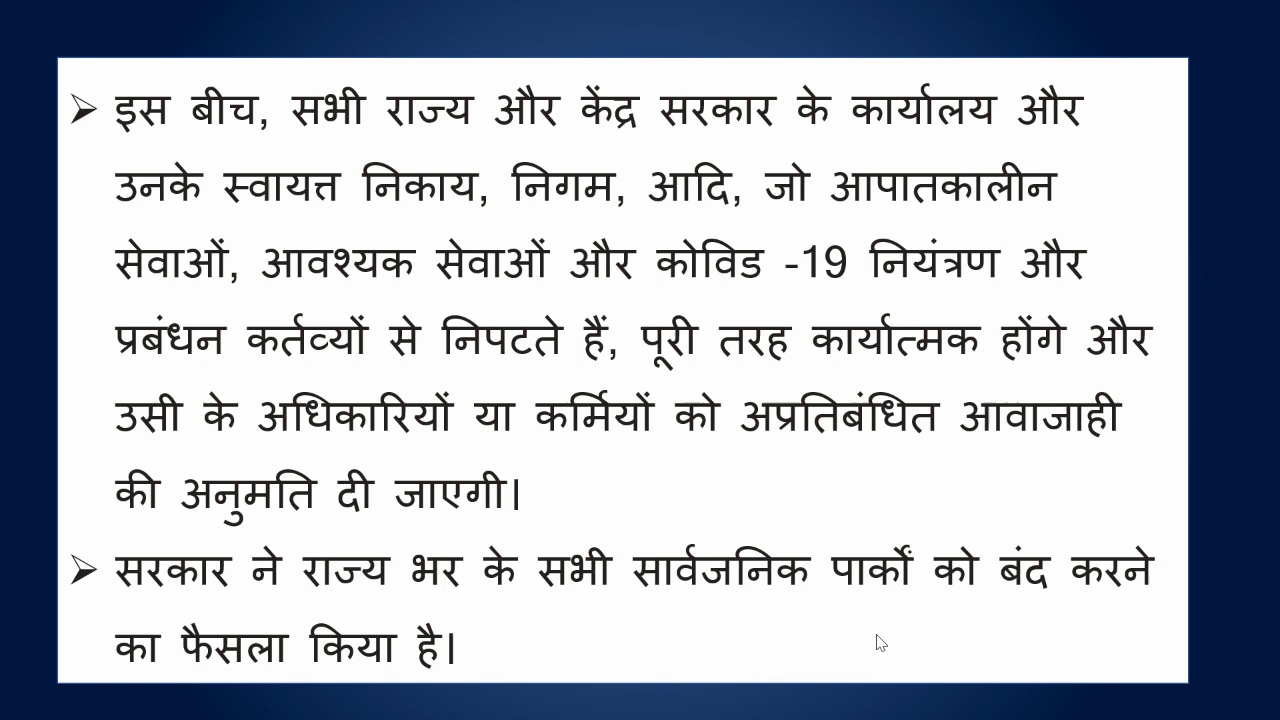 ➢ इस बीच, सभी राज्य और केंद्र सरकार के कार्यालय और
उनके स्वायत्त निकाय, निगम, आदि, जो आपातकालीन
सेवाओं, आवश्यक सेवाओं और कोविड -19 नियंत्रण और
प्रबंधन कर्तव्यों से निपटते हैं, पूरी तरह कार्यात्मक होंगे और
उसी के अधिकारियों या कर्मियों को अप्रतिबंधित आवाजाही
की अनुमति दी जाएगी।
➢ सरकार ने राज्य भर के सभी सार्वजनिक पार्कों को बंद करने
का फैसला किया है।